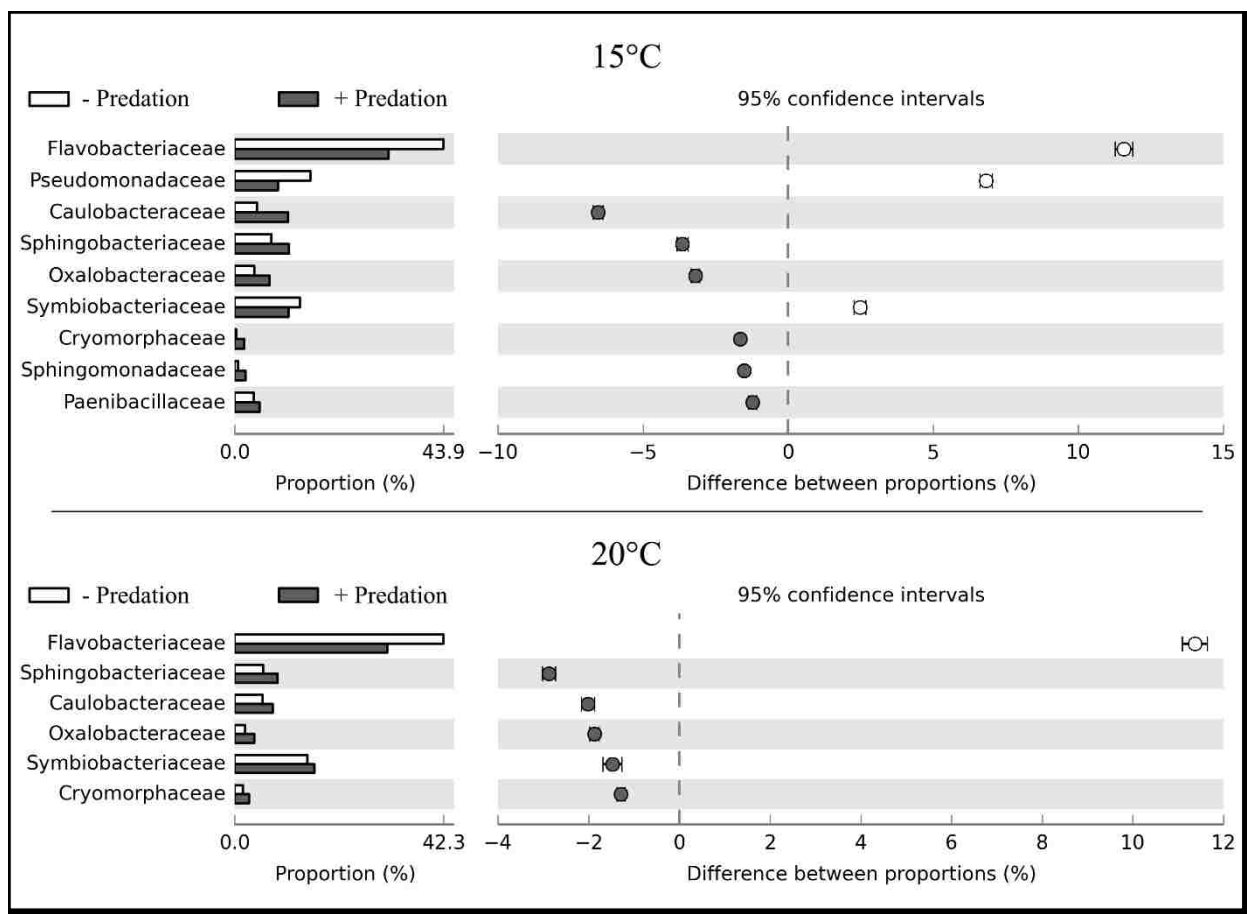 15°C
- Predation + Predation 95% confidence intervals
Flavobacteriaceae
Pseudomonadaceae
Caulobacteraceae
Sphingobacteriaceae
Oxalobacteraceae
Symbiobacteriaceae
Cryomorphaceae
Sphingomonadaceae
Paenibacillaceae
0.0 43.9 −10 −5 0 5 10 15
Proportion (%) Difference between proportions (%)
20°C
- Predation + Predation 95% confidence intervals
Flavobacteriaceae
Sphingobacteriaceae
Caulobacteraceae
Oxalobacteraceae
Symbiobacteriaceae
Cryomorphaceae
0.0 42.3 −4 −2 0 2 4 6 8 10 12
Proportion (%) Difference between proportions (%)